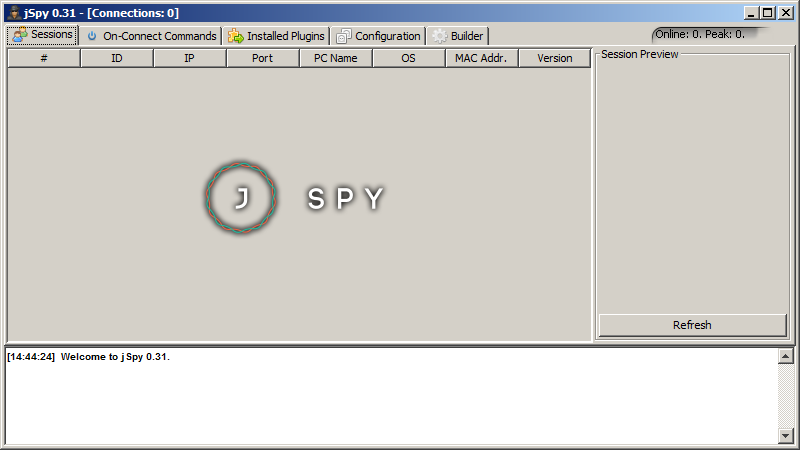 jSpy 0.31 - [Connections: 0]
Sessions On-Connect Commands Installed Plugins Configuration Builder Online: 0. Peak: 0.
# ID IP Port PC Name OS MAC Addr. Version Session Preview
J SPY
Refresh
[14:44:24] Welcome to jSpy 0.31.